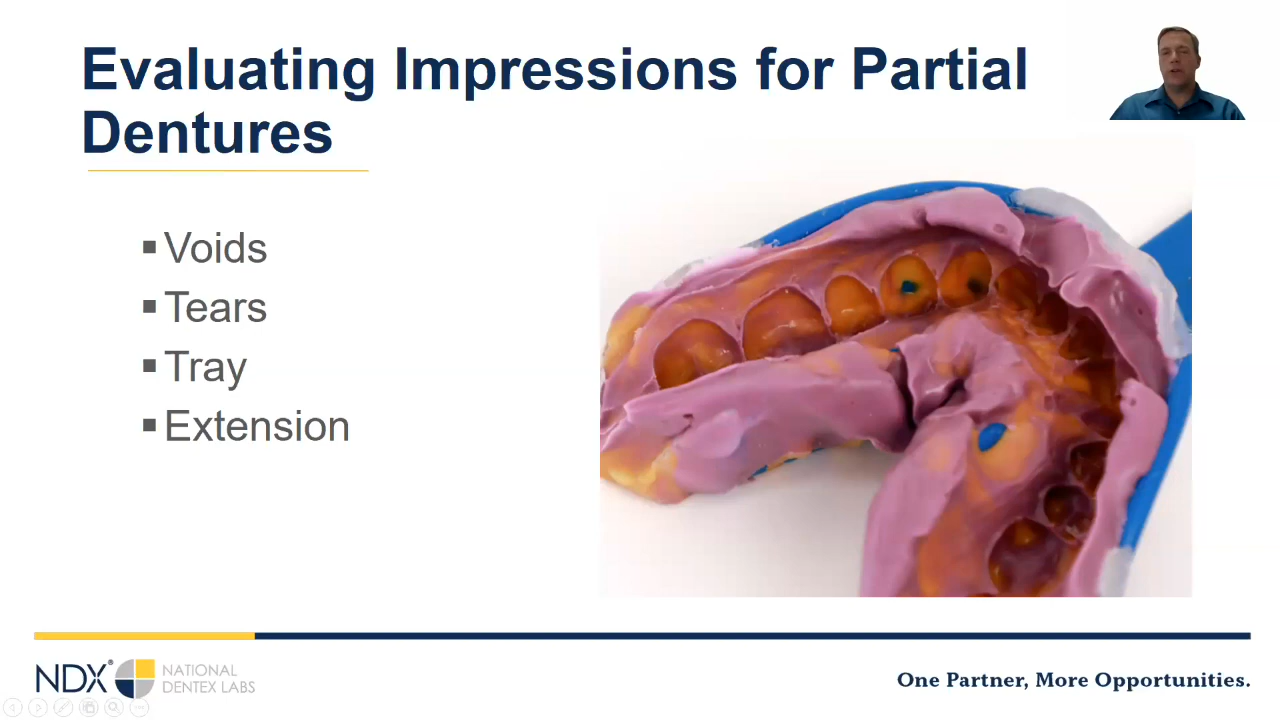 Evaluating Impressions for Partial
Dentures
▪Voids
▪Tears
▪Tray
▪Extension
NDX®
NATIONAL
DENTEX LABS
One Partner, More Opportunities.